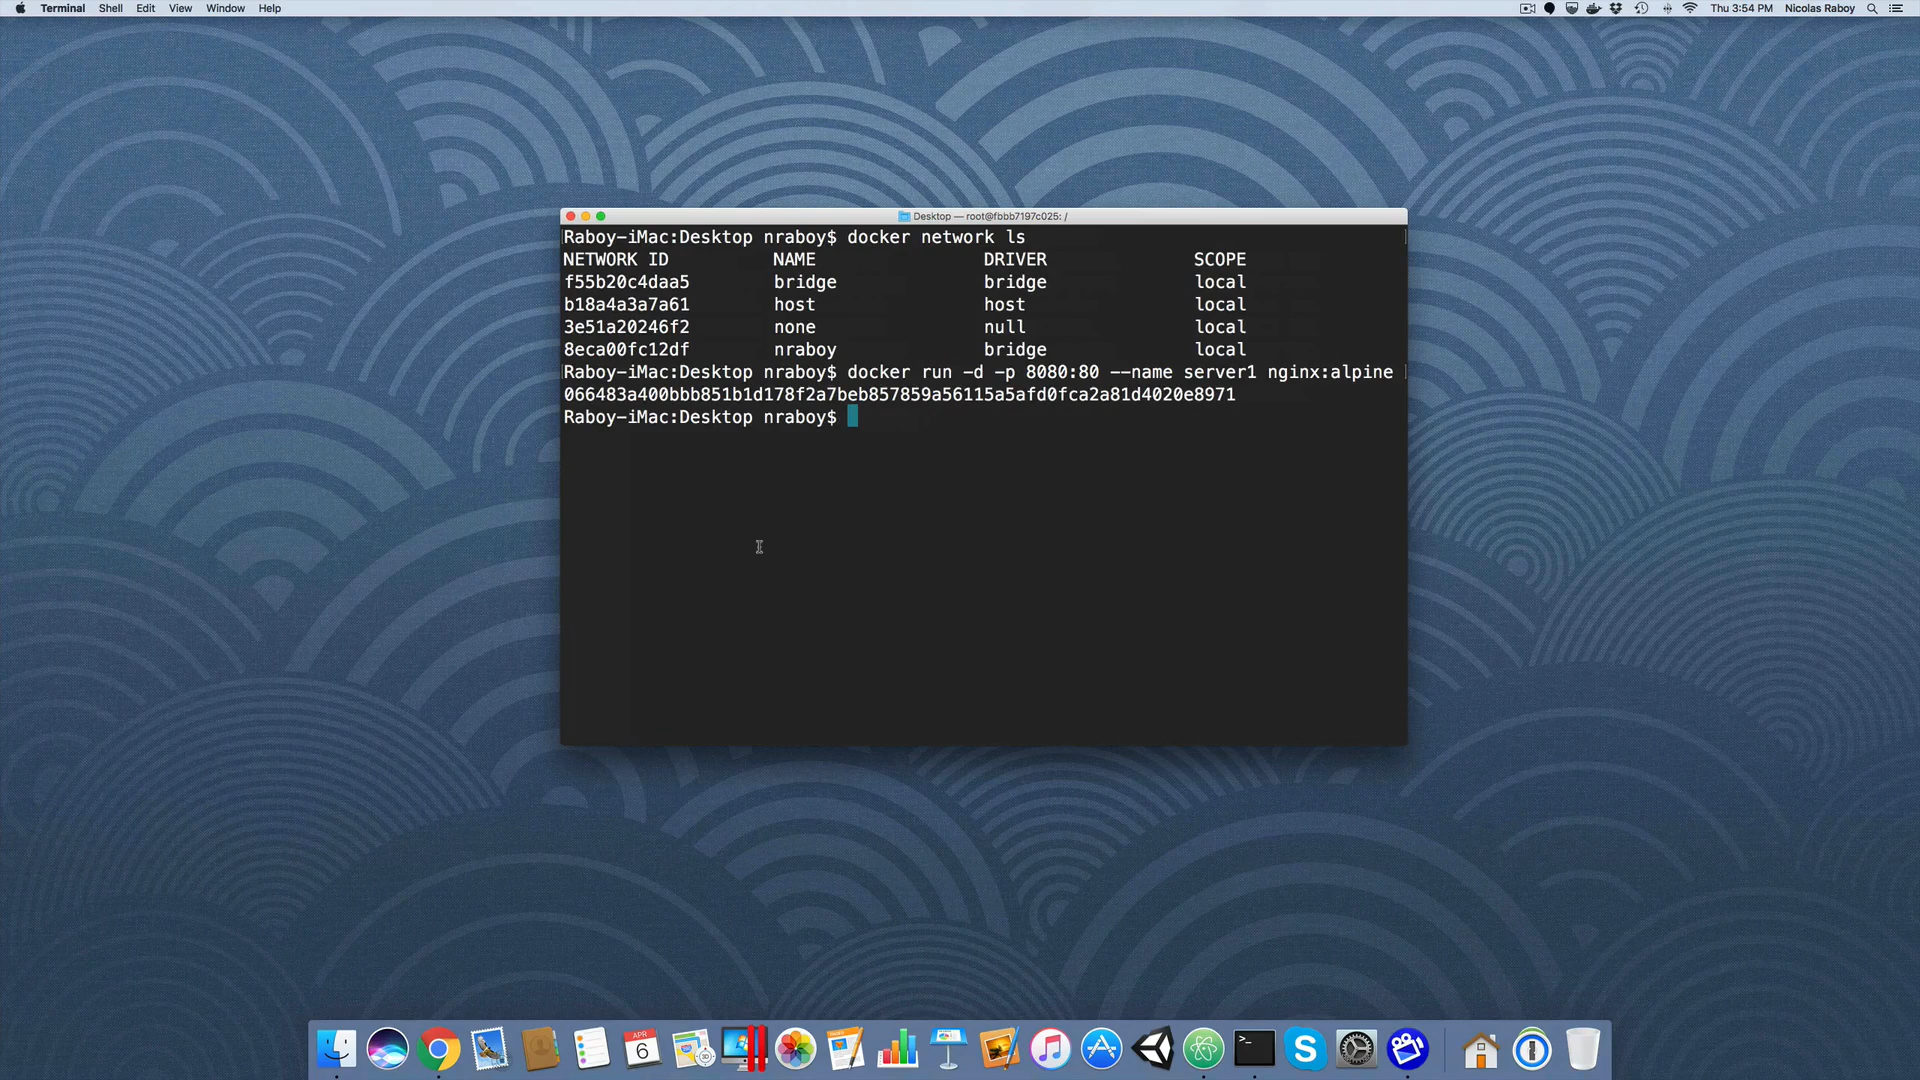 Terminal Shell Edit View Window Help Thu 3:54 PM Nicolas Raboy
Desktop — root@fbbb7197c025: /
Raboy-iMac:Desktop nraboy$ docker network ls
NETWORK ID NAME DRIVER SCOPE
f55b20c4daa5 bridge bridge local
b18a4a3a7a61 host host local
3e51a20246f2 none null local
8eca00fc12df nraboy bridge local
Raboy-iMac:Desktop nraboy$ docker run -d -p 8080:80 --name server1 nginx:alpine
066483a400bbb851b1d178f2a7beb857859a56115a5afd0fca2a81d4020e8971
Raboy-iMac:Desktop nraboy$
APR
6